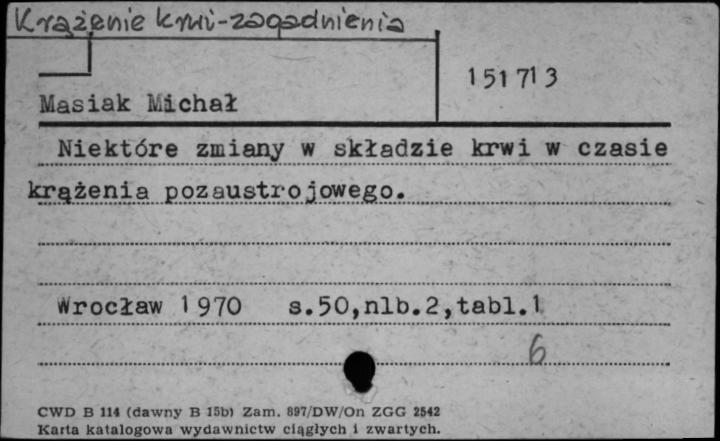 Krążenie krwi-zagadnienia
151713
Masiak Michał
Niektóre zmiany w składzie krwi w czasie
krążenia pozaustrojowego.
Wrocław 1970 s.50,nlb.2,tabl.1
6
CWD B 114 (dawny B 15b) Zam. 897/DW/On ZGG 2542
Karta katalogowa wydawnictw ciągłych i zwartych.